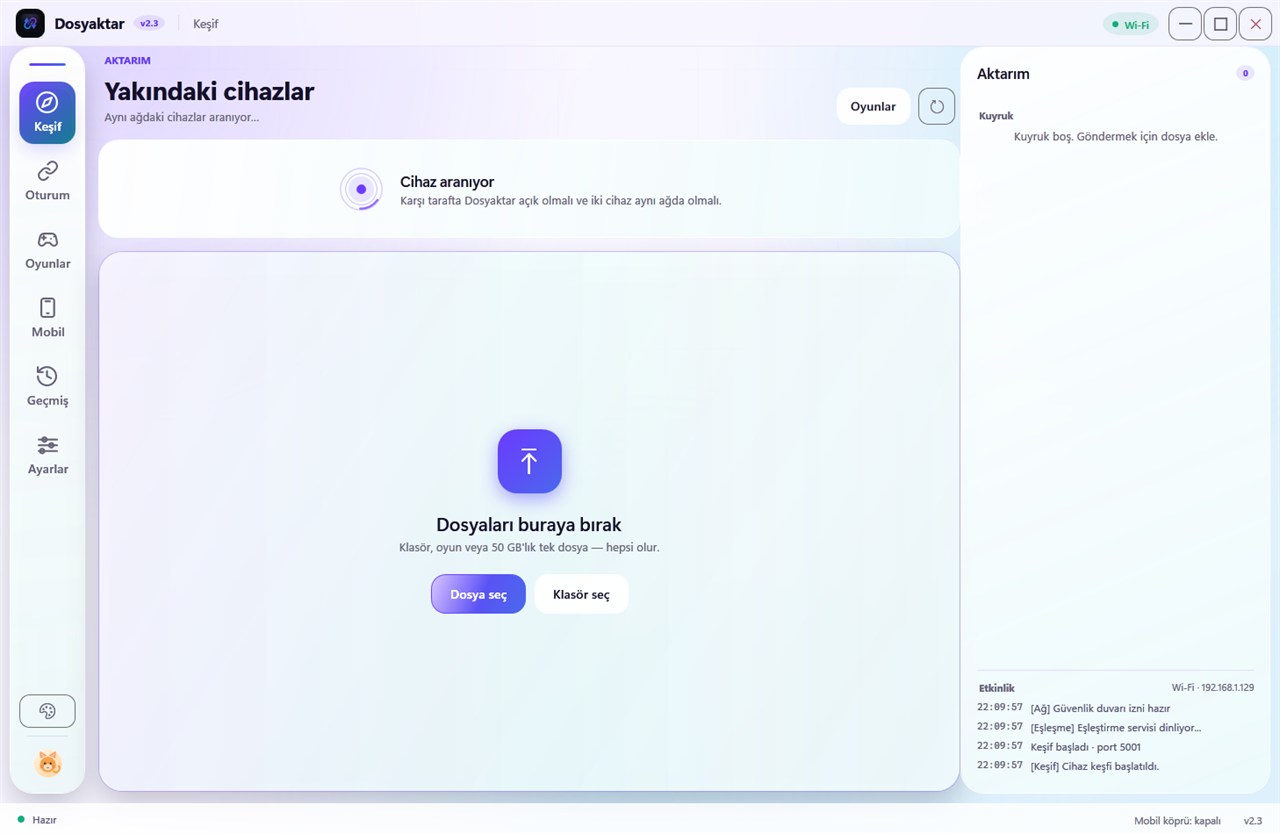 Dosyaktar v2.3 Keşif
Wi-Fi
Keşif
Oturum
Oyunlar
Mobil
Geçmiş
Ayarlar
AKTARIM
Yakındaki cihazlar
Aynı ağdaki cihazlar aranıyor...
Oyunlar
Cihaz aranıyor
Karşı tarafta Dosyaktar açık olmalı ve iki cihaz aynı ağda olmalı.
Dosyaları buraya bırak
Klasör, oyun veya 50 GB'lık tek dosya — hepsi olur.
Dosya seç
Klasör seç
Aktarım 0
Kuyruk
Kuyruk boş. Göndermek için dosya ekle.
Etkinlik Wi-Fi · 192.168.1.129
22:09:57 [Ağ] Güvenlik duvarı izni hazır
22:09:57 [Eşleşme] Eşleştirme servisi dinliyor...
22:09:57 Keşif başladı · port 5001
22:09:57 [Keşif] Cihaz keşfi başlatıldı.
Hazır
Mobil köprü: kapalı v2.3